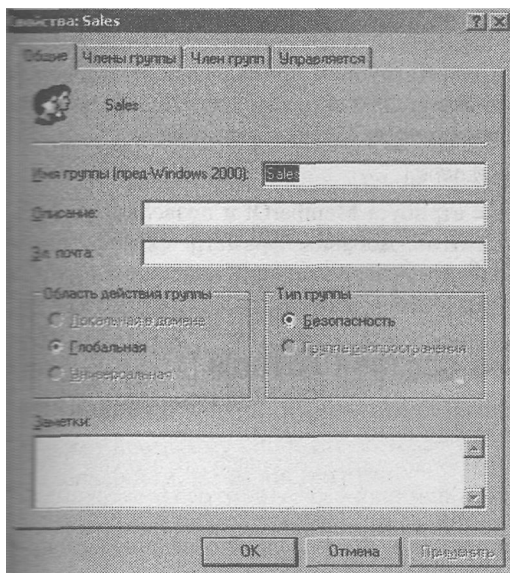 Свойства: Sales
Общие Члены группы Член групп Управляется
Sales
Имя группы (пред-Windows 2000): Sales
Описание:
Эл. почта:
Область действия группы
Локальная в домене
Глобальная
Универсальная
Тип группы
Безопасность
Группа распространения
Заметки:
OK Отмена Применить